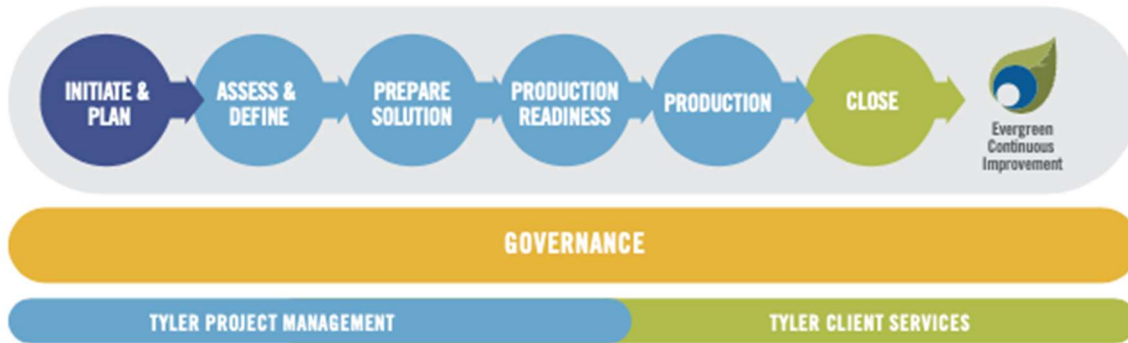 INITIATE &
PLAN
ASSESS &
DEFINE
PREPARE
SOLUTION
PRODUCTION
READINESS
PRODUCTION
CLOSE
Evergreen
Continuous
Improvement
GOVERNANCE
TYLER PROJECT MANAGEMENT
TYLER CLIENT SERVICES